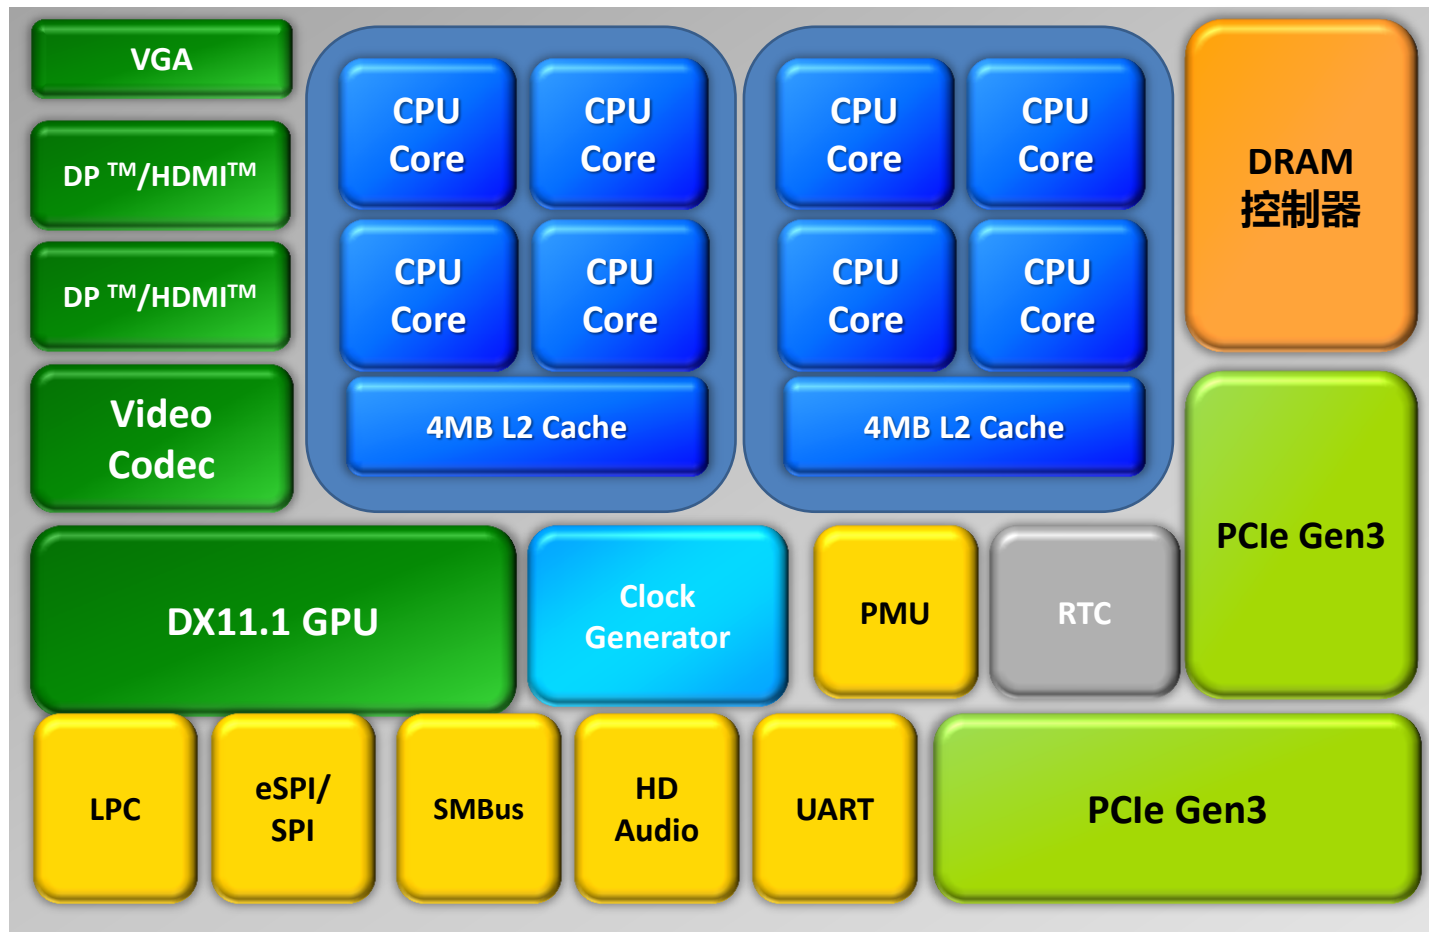 VGA
DP ™/HDMI™
DP ™/HDMI™
Video
Codec
CPU
Core
CPU
Core
CPU
Core
CPU
Core
4MB L2 Cache
CPU
Core
CPU
Core
CPU
Core
CPU
Core
4MB L2 Cache
DRAM
控制器
PCIe Gen3
DX11.1 GPU
Clock
Generator
PMU
RTC
LPC
eSPI/
SPI
SMBus
HD
Audio
UART
PCIe Gen3